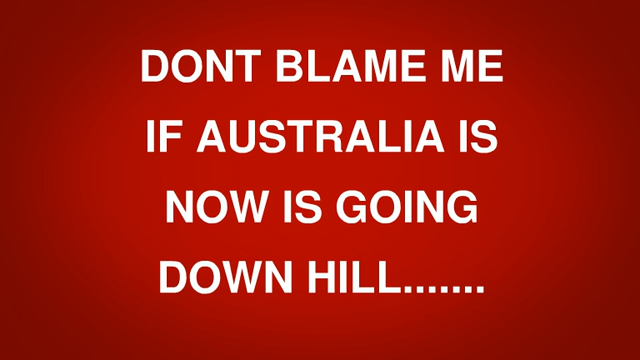 DONT BLAME ME
IF AUSTRALIA IS
NOW IS GOING
DOWN HILL.......